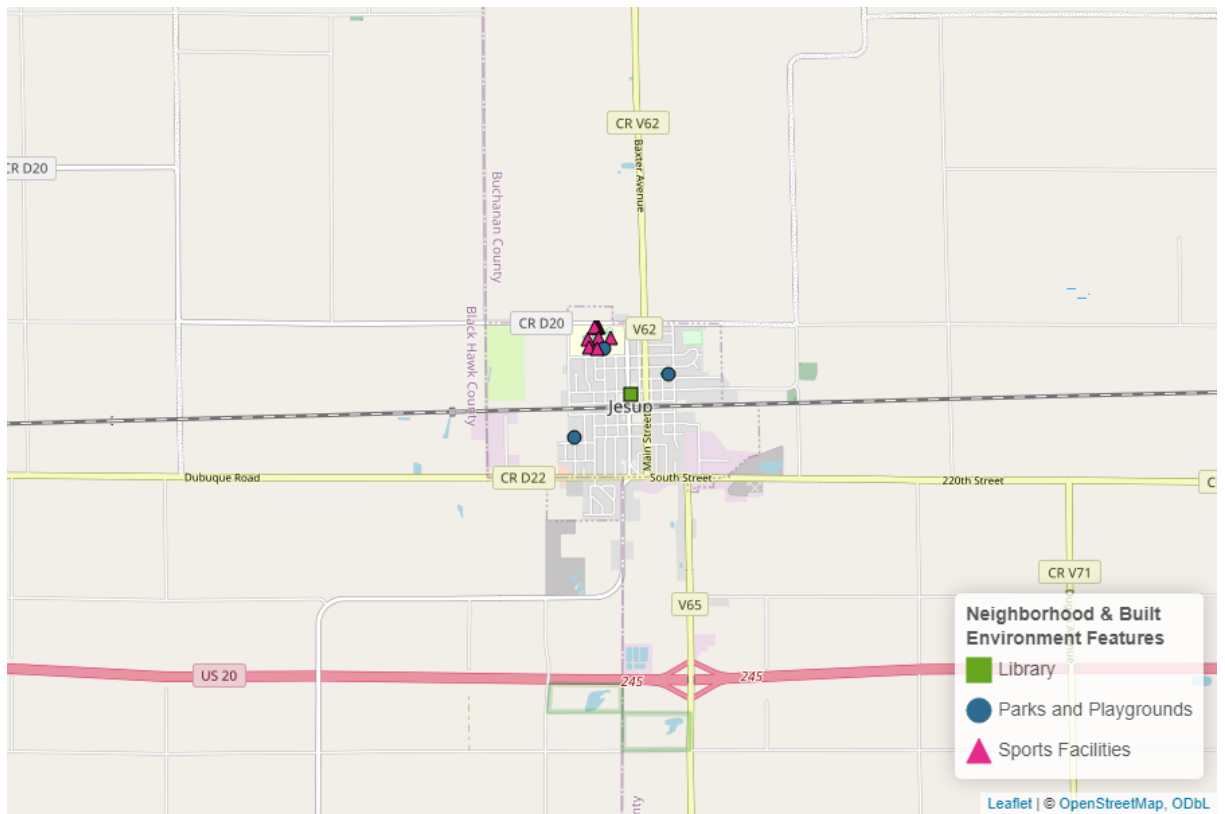 CR V62
Baxter Avenue
CR D20
Buchanan County
Black Hawk County
CR D20
V62
Jesup
Main Street
Dubuque Road
CR D22
South Street
220th Street
CR V71
V65
US 20
245
245
Neighborhood & Built
Environment Features
Library
Parks and Playgrounds
Sports Facilities
Leaflet | © OpenStreetMap, ODbL